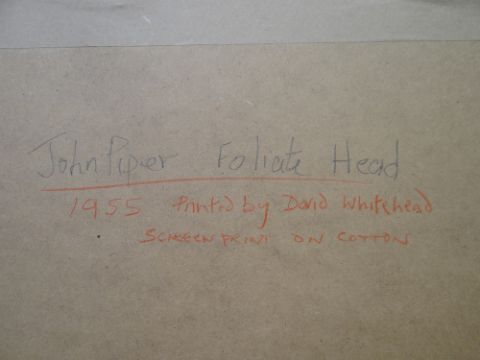 John Piper Foliate Head
1955 Printed by David Whitehead
SCREEN PRINT ON COTTON